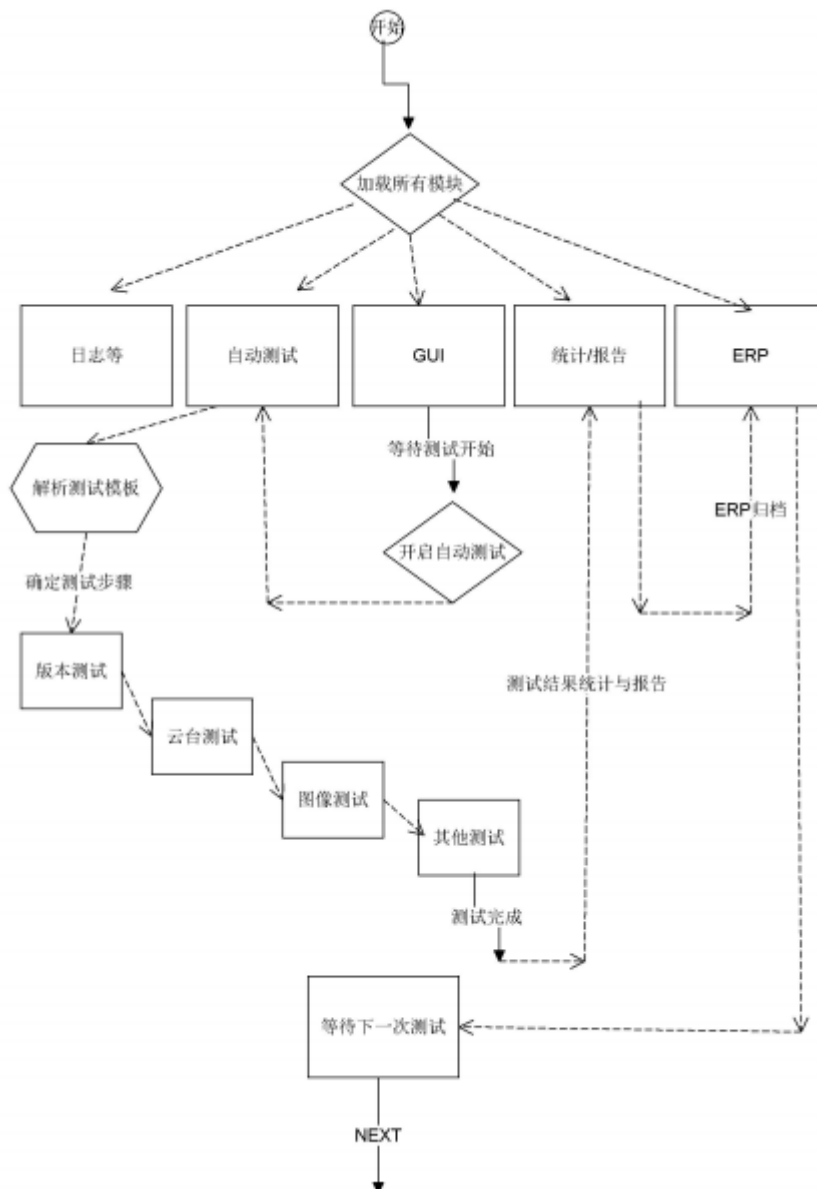 开始
加载所有模块
日志等
自动测试
GUI
统计/报告
ERP
等待测试开始
解析测试模板
ERP归档
开启自动测试
确定测试步骤
版本测试
测试结果统计与报告
云台测试
图像测试
其他测试
测试完成
等待下一次测试
NEXT